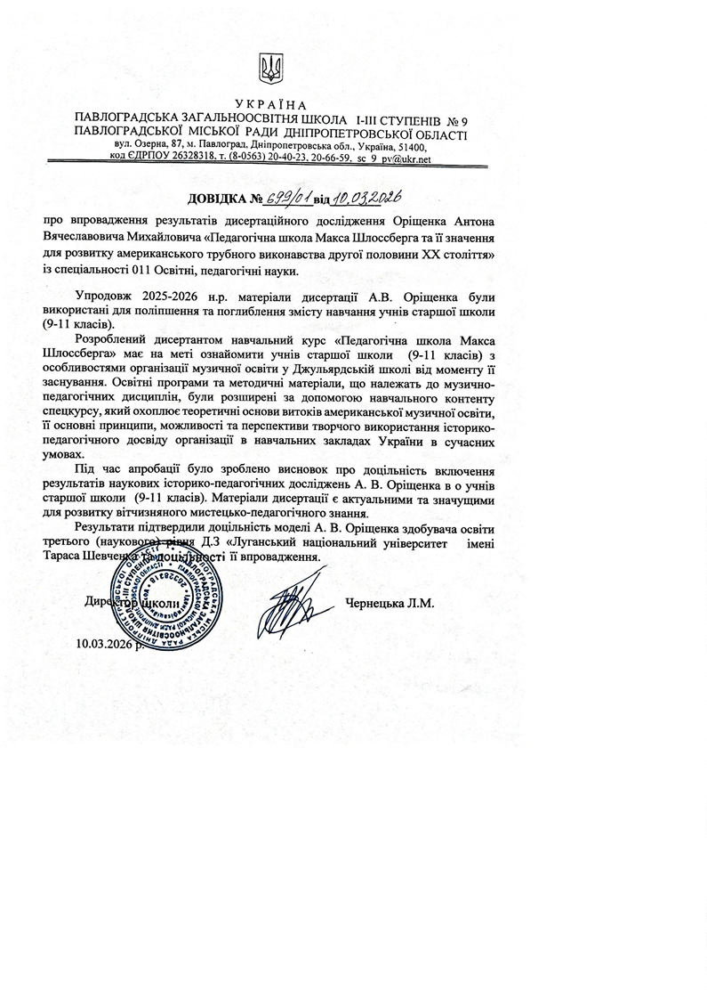 УКРАЇНА
ПАВЛОГРАДСЬКА ЗАГАЛЬНООСВІТНЯ ШКОЛА І-ІІІ СТУПЕНІВ № 9
ПАВЛОГРАДСЬКОЇ МІСЬКОЇ РАДИ ДНІПРОПЕТРОВСЬКОЇ ОБЛАСТІ
вул. Озерна, 87, м. Павлоград, Дніпропетровська обл., Україна, 51400,
код ЄДРПОУ 26328318, т. (8-0563) 20-40-23, 20-66-59, sc_9_pv@ukr.net
ДОВІДКА № 699/01 від 10.03.2026
про впровадження результатів дисертаційного дослідження Оріщенка Антона
Вячеславовича Михайловича «Педагогічна школа Макса Шлоссберга та її значення
для розвитку американського трубного виконавства другої половини ХХ століття»
із спеціальності 011 Освітні, педагогічні науки.
Упродовж 2025-2026 н.р. матеріали дисертації А.В. Оріщенка були
використані для поліпшення та поглиблення змісту навчання учнів старшої школи
(9-11 класів).
Розроблений дисертантом навчальний курс «Педагогічна школа Макса
Шлоссберга» має на меті ознайомити учнів старшої школи (9-11 класів) з
особливостями організації музичної освіти у Джульярдській школі від моменту її
заснування. Освітні програми та методичні матеріали, що належать до музично-
педагогічних дисциплін, були розширені за допомогою навчального контенту
спецкурсу, який охоплює теоретичні основи витоків американської музичної освіти,
її основні принципи, можливості та перспективи творчого використання історико-
педагогічного досвіду організації в навчальних закладах України в сучасних
умовах.
Під час апробації було зроблено висновок про доцільність включення
результатів наукових історико-педагогічних досліджень А. В. Оріщенка в о учнів
старшої школи (9-11 класів). Матеріали дисертації є актуальними та значущими
для розвитку вітчизняного мистецько-педагогічного знання.
Результати підтвердили доцільність моделі А. В. Оріщенка здобувача освіти
третього (наукового) рівня Д.З «Луганський національний університет імені
Тараса Шевченка та доцільності її впровадження.
Директор школи Чернецька Л.М.
10.03.2026 р.